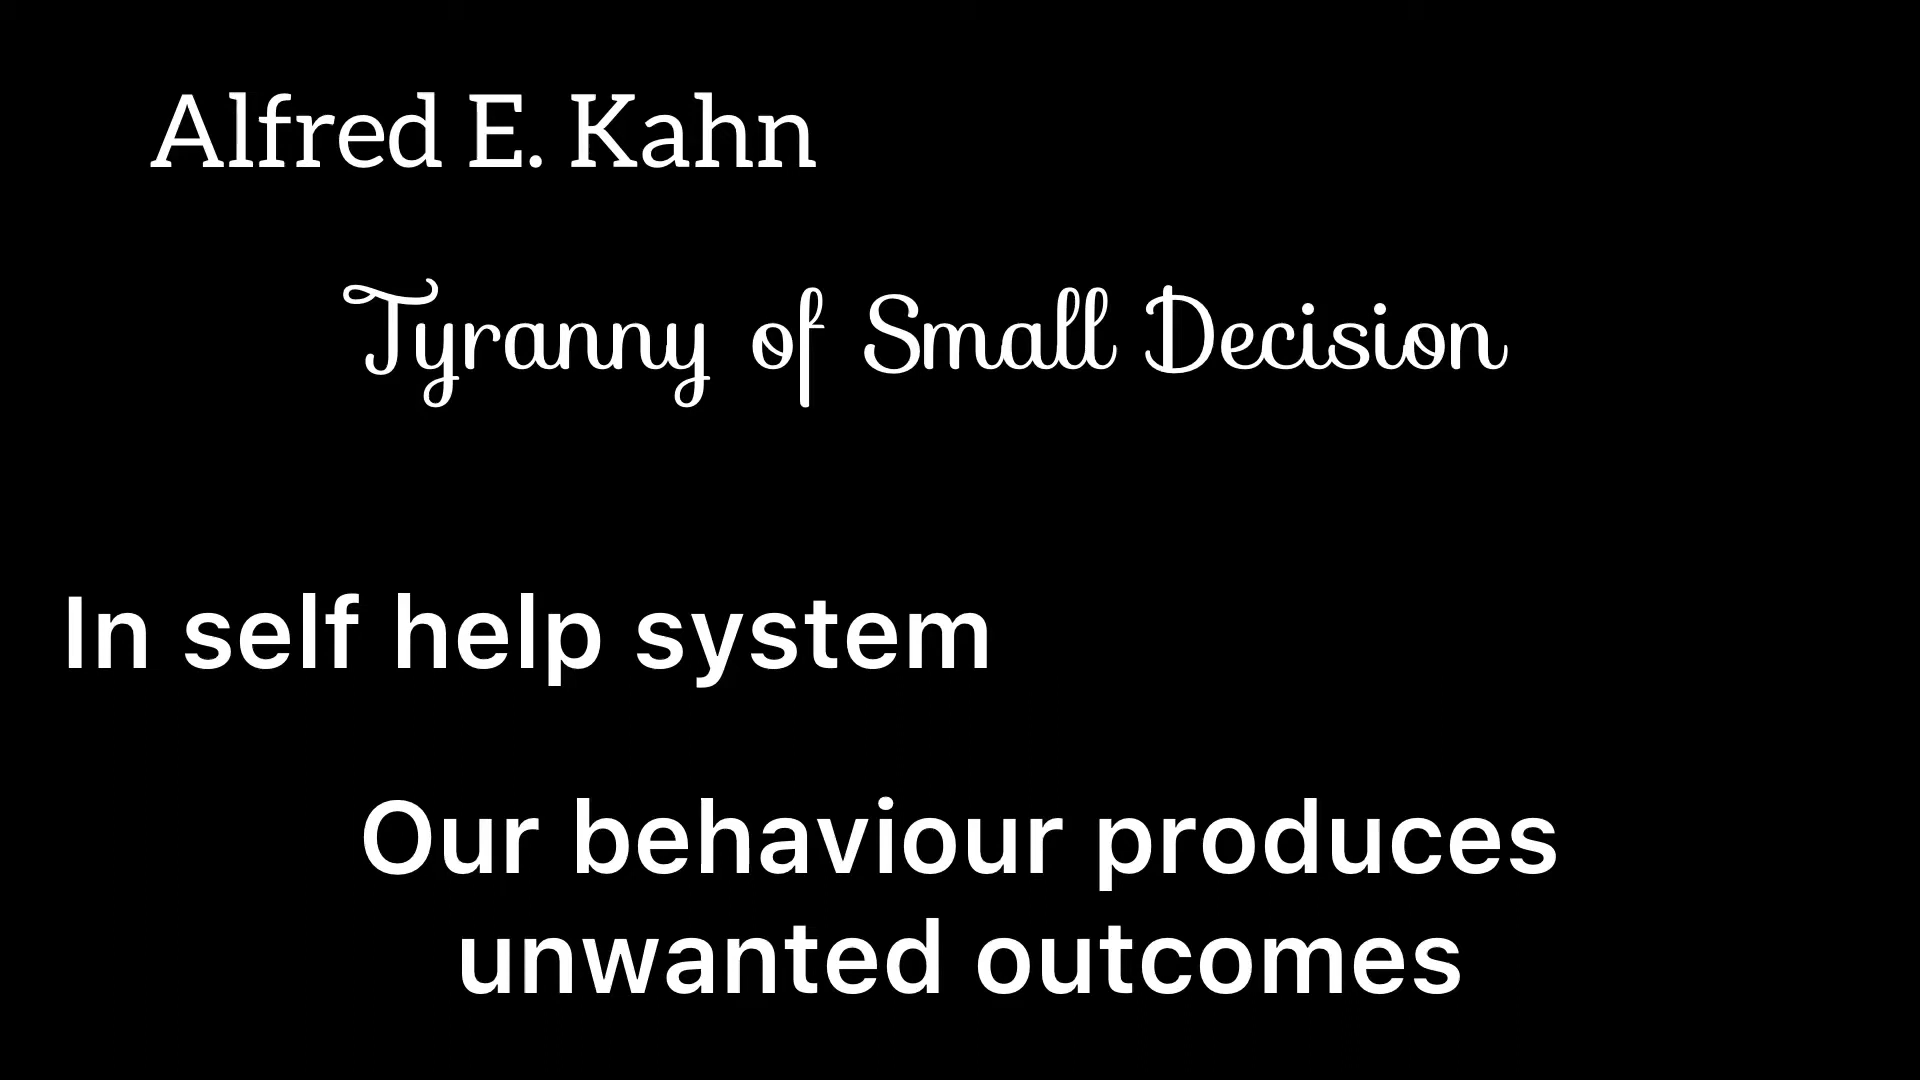 Alfred E. Kahn
Tyranny of Small Decision
In self help system
Our behaviour produces
unwanted outcomes